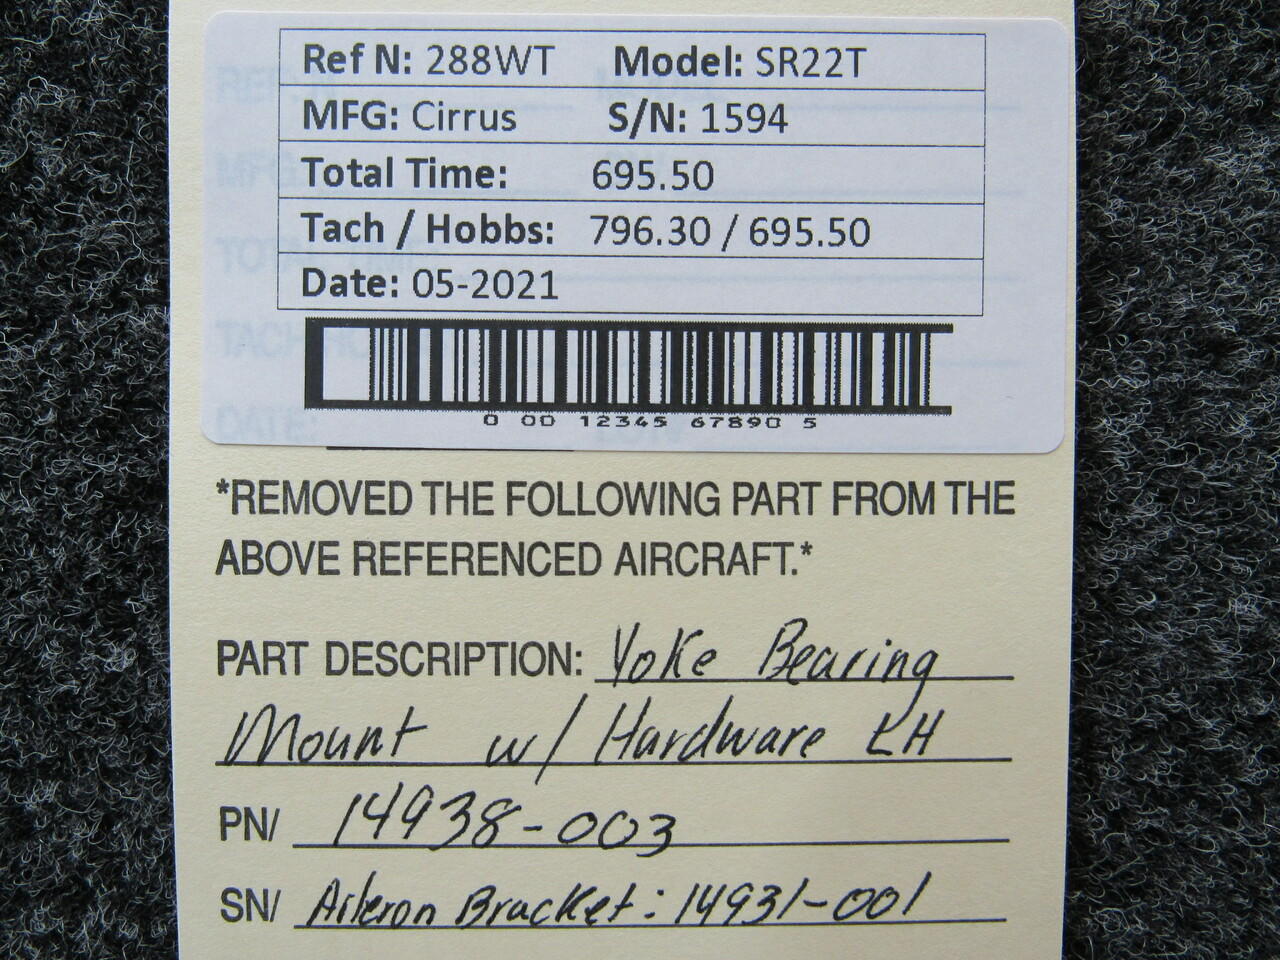 Ref N: 288WT Model: SR22T
MFG: Cirrus S/N: 1594
Total Time: 695.50
Tach / Hobbs: 796.30 / 695.50
Date: 05-2021
0 00 12345 67890 5
*REMOVED THE FOLLOWING PART FROM THE
ABOVE REFERENCED AIRCRAFT.*
PART DESCRIPTION: Yoke Bearing
Mount w/ Hardware LH
PN/ 14938-003
SN/ Aileron Bracket: 14931-001